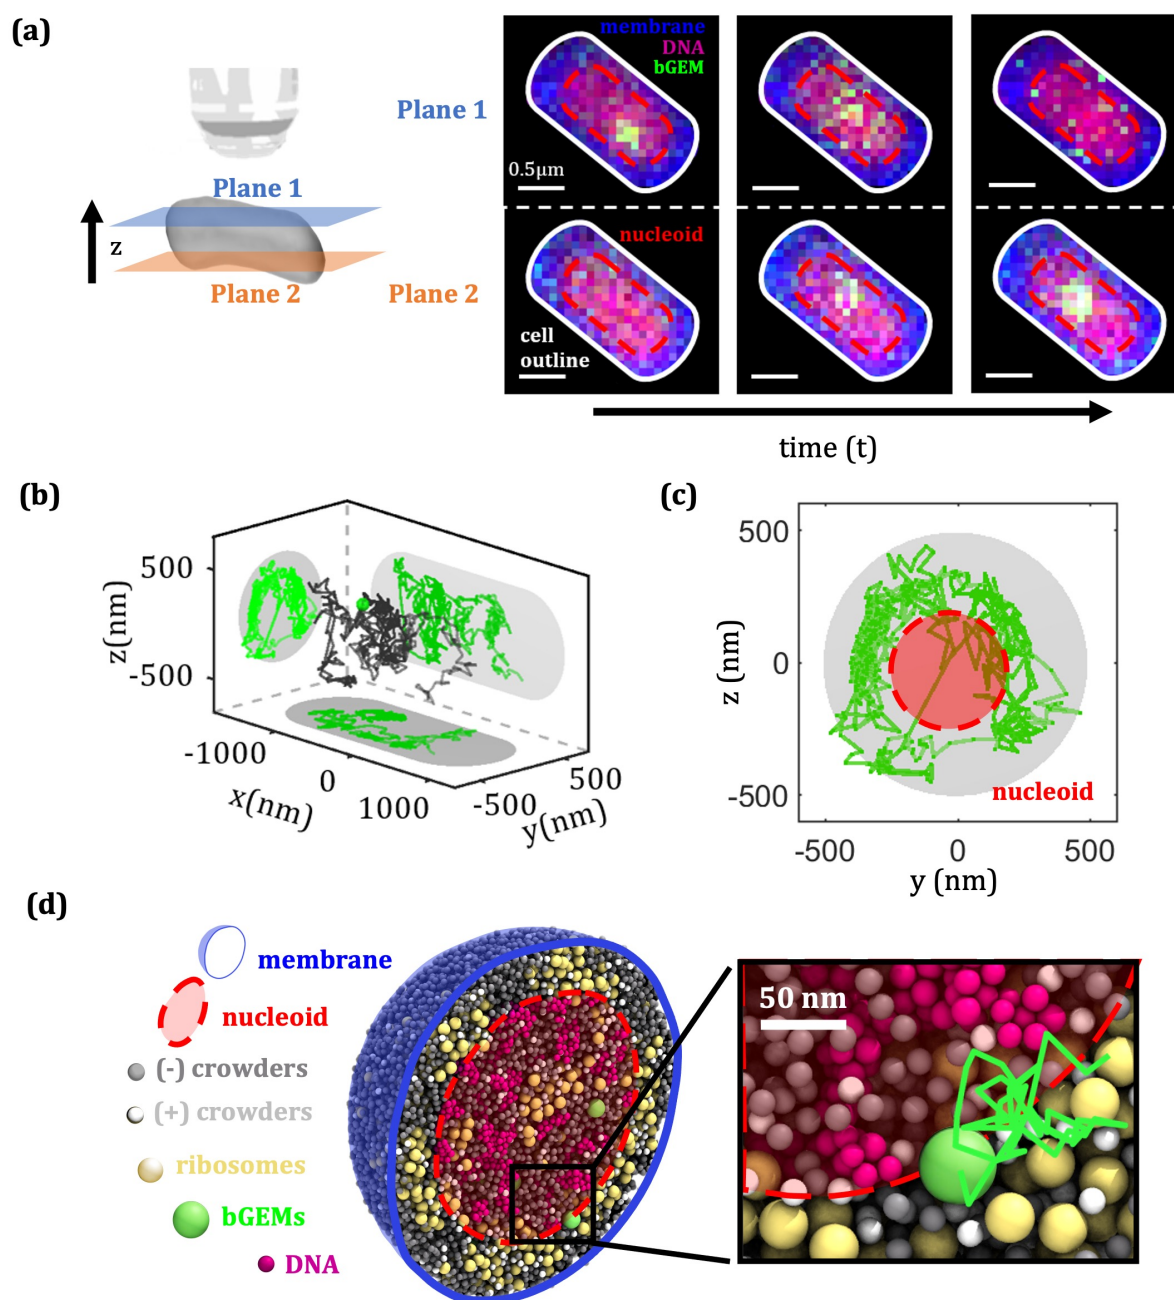 (a)
membrane
DNA
bGEM
Plane 1
0.5μm
Plane 1
z
nucleoid
Plane 2
Plane 2
cell
outline
time (t)
(b)
z(nm)
500
-500
-1000
0
1000
x(nm)
-500
500
y(nm)
(c)
500
0
-500
z (nm)
nucleoid
-500
0
500
y (nm)
(d)
membrane
nucleoid
(-) crowders
(+) crowders
ribosomes
bGEMs
DNA
50 nm